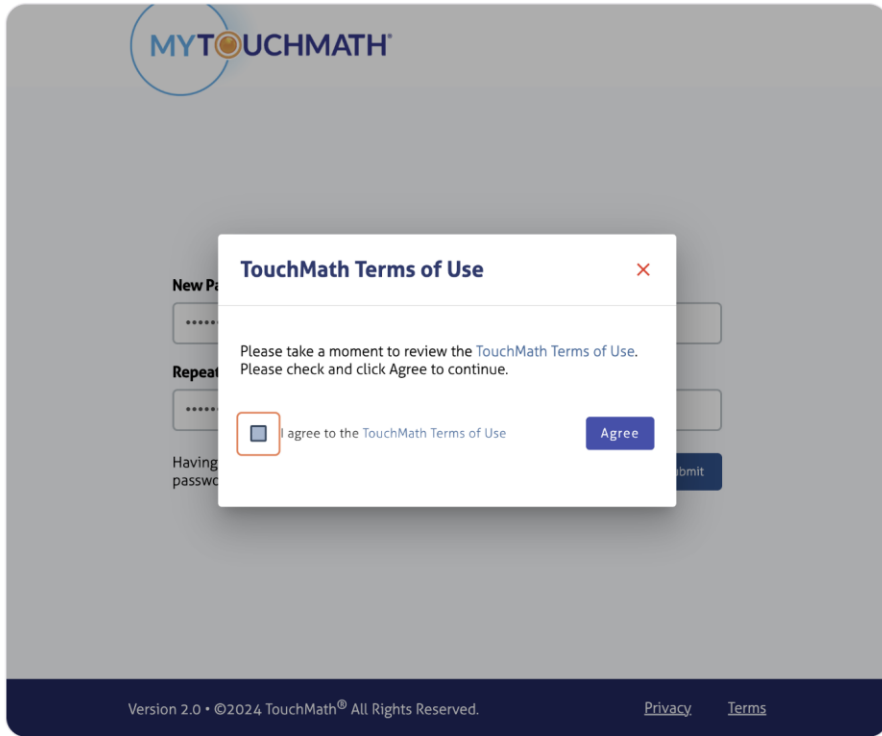 MYTOUCHMATH®
TouchMath Terms of Use
New Pa
Please take a moment to review the TouchMath Terms of Use.
Please check and click Agree to continue.
Repeat
I agree to the TouchMath Terms of Use
Agree
Having
passwo
bmit
Version 2.0 • ©2024 TouchMath® All Rights Reserved.
Privacy
Terms